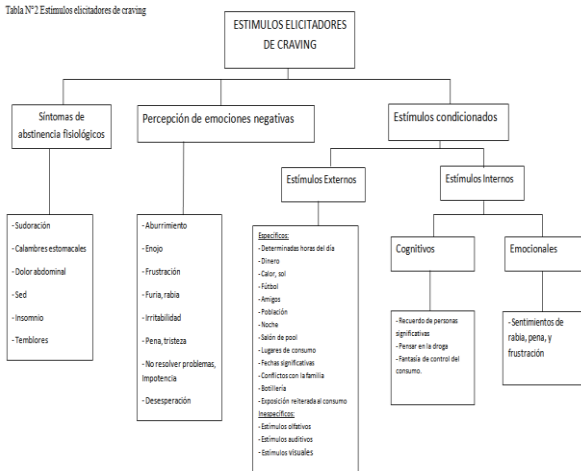 Tabla N°2 Estimulos elicitadores de craving
ESTIMULOS ELICITADORES
DE CRAVING
Síntomas de
abstinencia fisiológicos
Percepción de emociones negativas
Estímulos condicionados
Estímulos Externos
Estímulos Internos
- Sudoración
- Calambres estomacales
- Dolor abdominal
- Sed
- Insomnio
- Temblores
- Aburrimiento
- Enojo
- Frustración
- Furia, rabia
- Irritabilidad
- Pena, tristeza
- No resolver problemas,
Impotencia
- Desesperación
Específicos:
- Determinadas horas del día
- Dinero
- Calor, sol
- Fútbol
- Amigos
- Población
- Noche
- Salón de pool
- Lugares de consumo
- Fechas significativas
- Conflictos con la familia
- Botillería
- Exposición reiterada al consumo
Inespecíficos:
- Estímulos olfativos
- Estímulos auditivos
- Estímulos visuales
Cognitivos
Emocionales
- Recuerdo de personas
significativas
- Pensar en la droga
- Fantasía de control del
consumo.
- Sentimientos de
rabia, pena, y
frustración